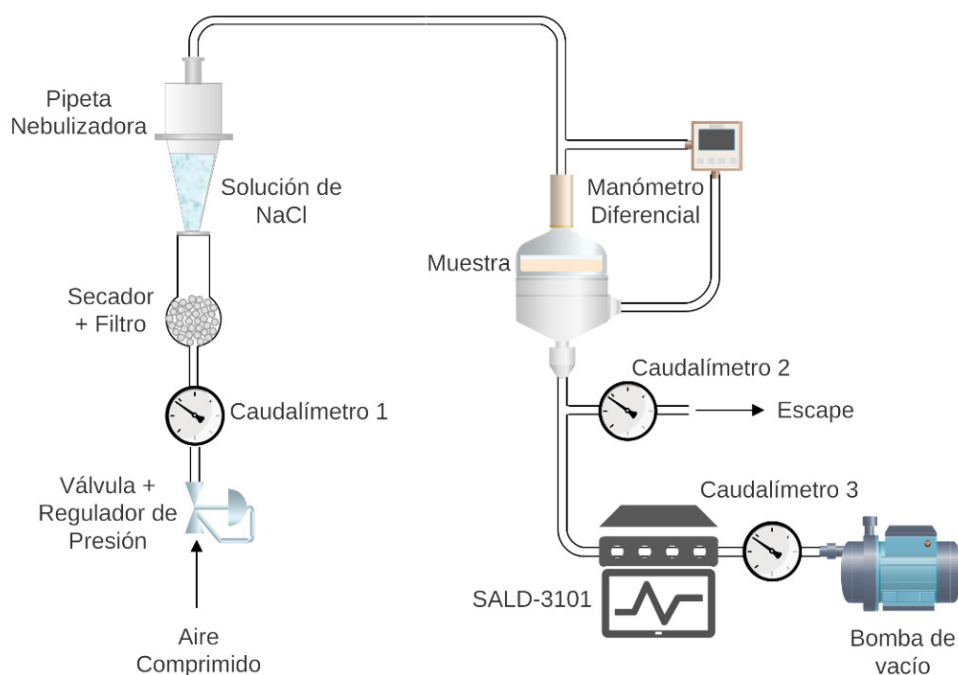 Pipeta
Nebulizadora
Solución de
NaCl
Secador
+ Filtro
Caudalímetro 1
Válvula +
Regulador de
Presión
Aire
Comprimido
Manómetro
Diferencial
Muestra
Caudalímetro 2
Escape
Caudalímetro 3
SALD-3101
Bomba de
vacío